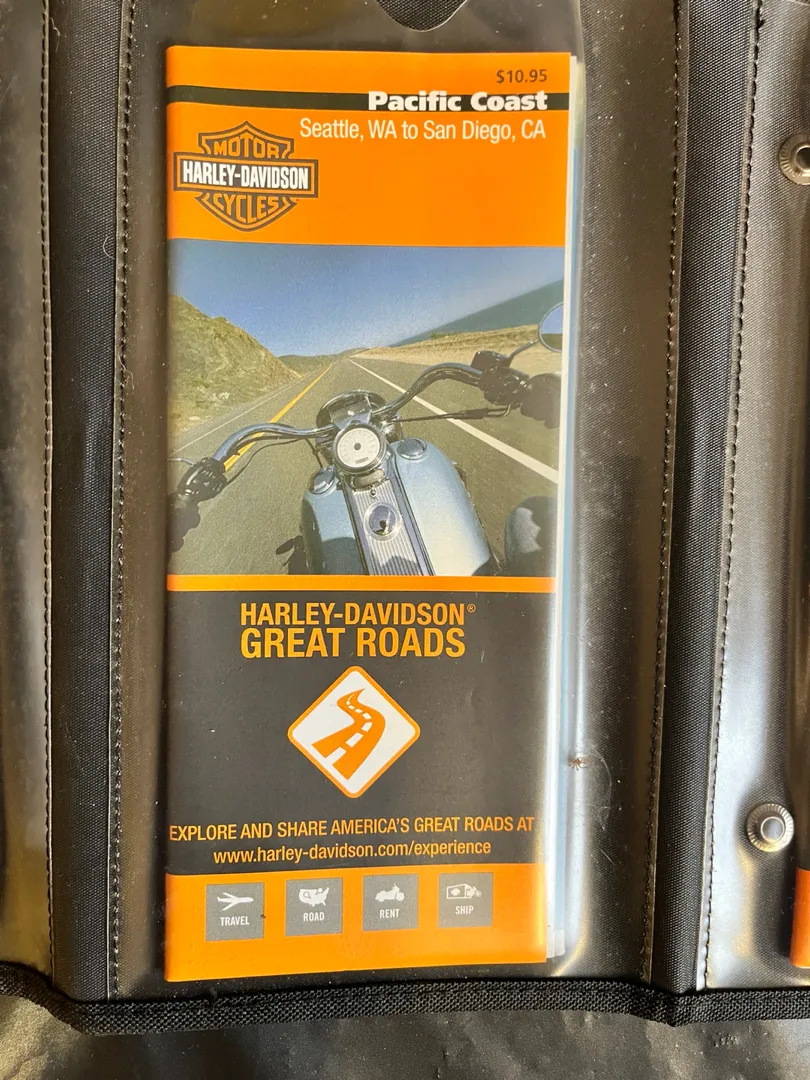 $10.95
Pacific Coast
Seattle, WA to San Diego, CA
MOTOR
HARLEY-DAVIDSON
CYCLES
HARLEY-DAVIDSON®
GREAT ROADS
EXPLORE AND SHARE AMERICA'S GREAT ROADS AT
www.harley-davidson.com/experience
TRAVEL
ROAD
RENT
SHIP